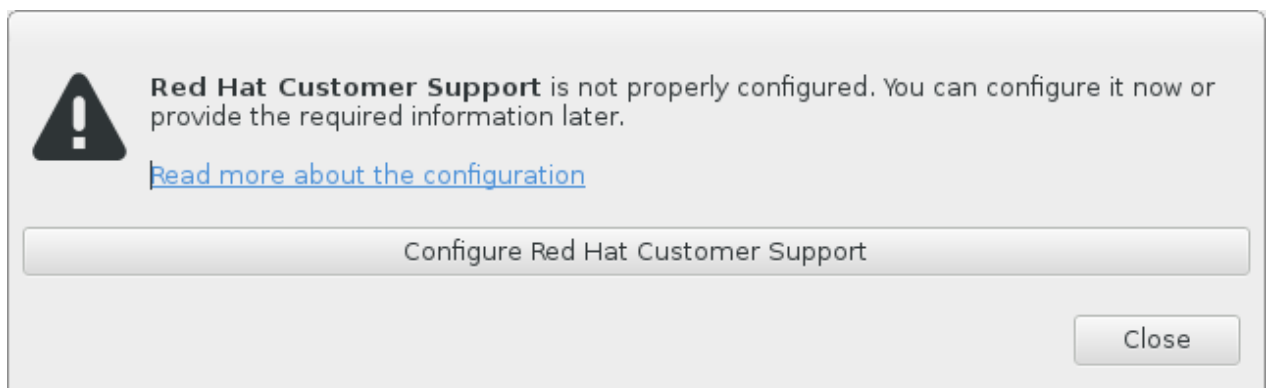 Red Hat Customer Support is not properly configured. You can configure it now or
provide the required information later.
Read more about the configuration
Configure Red Hat Customer Support
Close